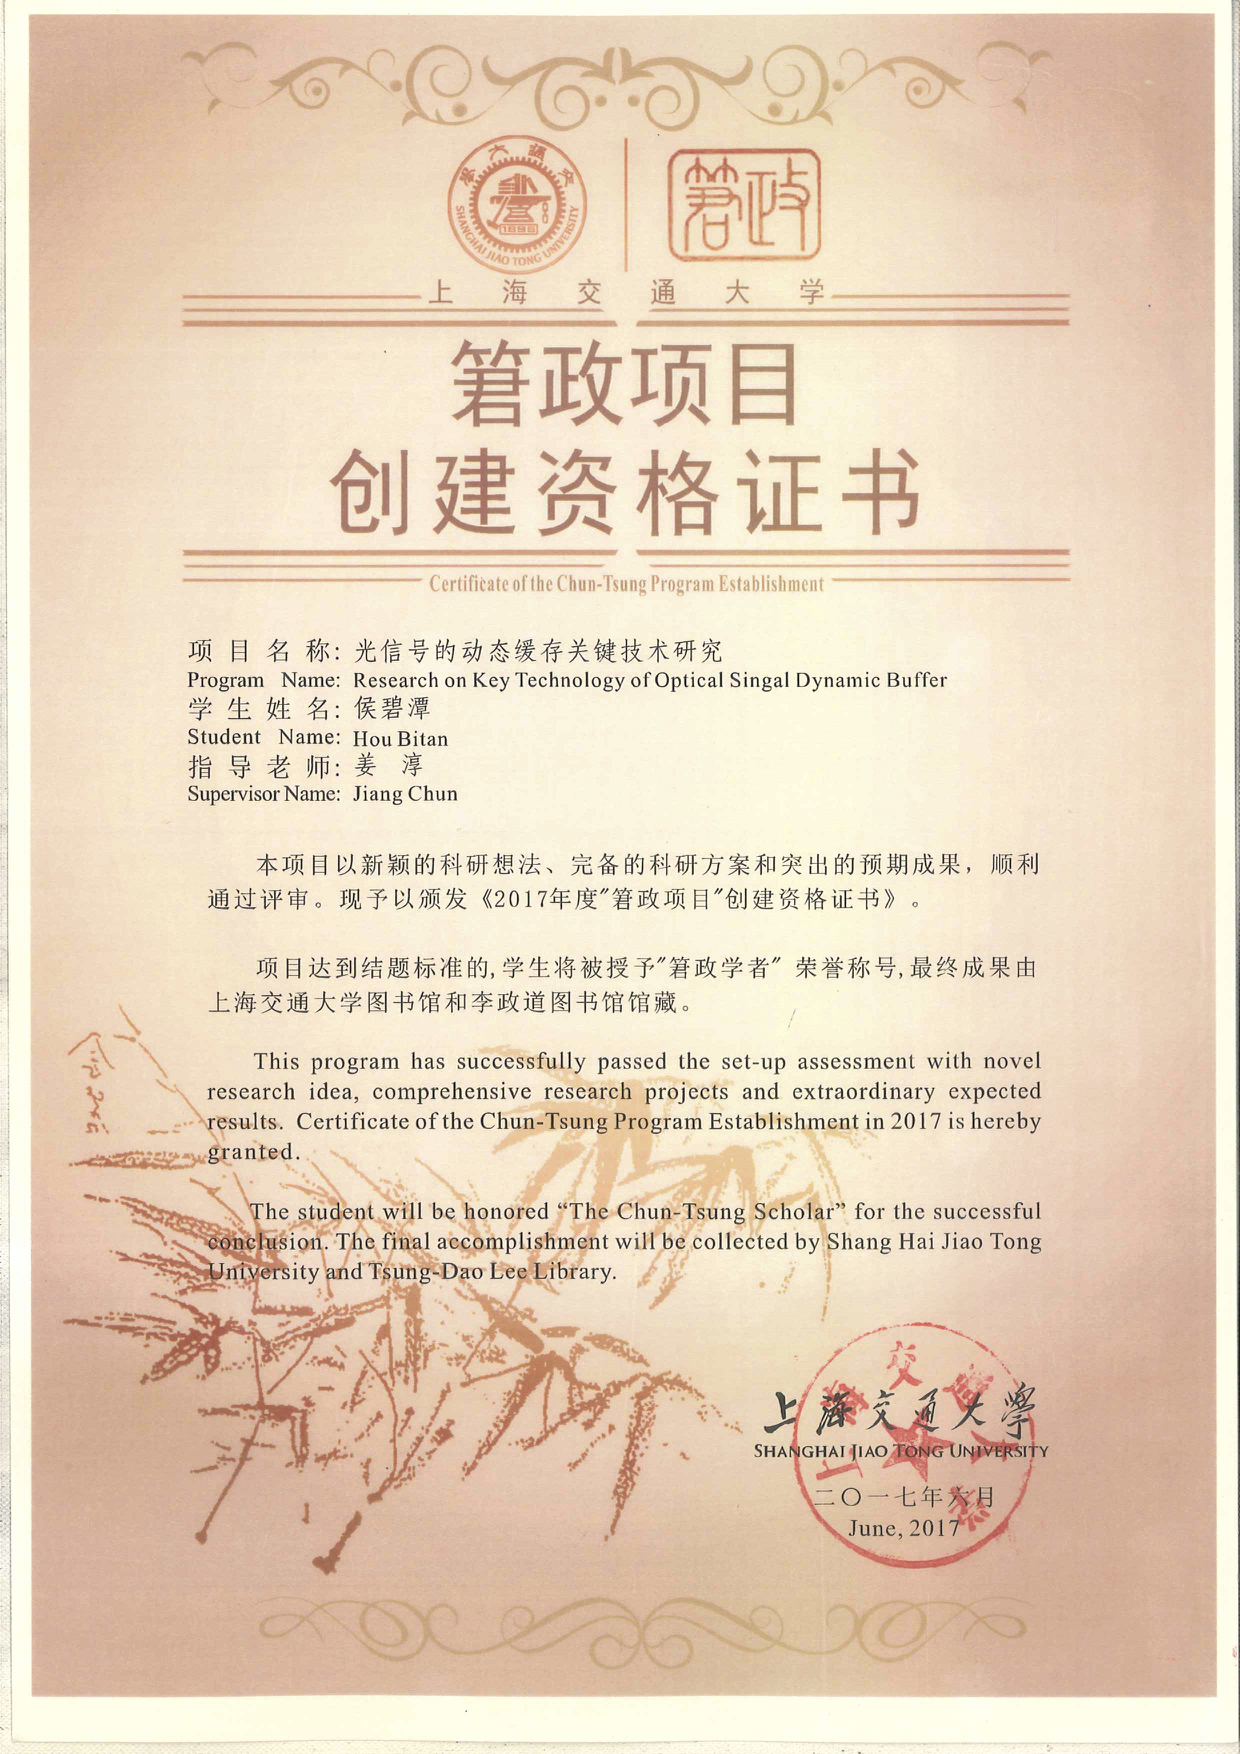 SHANGHAI JIAO TONG UNIVERSITY
1896
箬政
上海交通大学
䇹政项目
创建资格证书
Certificate of the Chun-Tsung Program Establishment
项目名称: 光信号的动态缓存关键技术研究
Program Name: Research on Key Technology of Optical Singal Dynamic Buffer
学生姓名: 侯碧潭
Student Name: Hou Bitan
指导老师: 姜 淳
Supervisor Name: Jiang Chun
本项目以新颖的科研想法、完备的科研方案和突出的预期成果，顺利
通过评审。现予以颁发《2017年度"䇹政项目"创建资格证书》。
项目达到结题标准的,学生将被授予"䇹政学者" 荣誉称号,最终成果由
上海交通大学图书馆和李政道图书馆馆藏。
This program has successfully passed the set-up assessment with novel
research idea, comprehensive research projects and extraordinary expected
results. Certificate of the Chun-Tsung Program Establishment in 2017 is hereby
granted.
The student will be honored “The Chun-Tsung Scholar” for the successful
conclusion. The final accomplishment will be collected by Shang Hai Jiao Tong
University and Tsung-Dao Lee Library.
上海交通大學
SHANGHAI JIAO TONG UNIVERSITY
二〇一七年六月
June, 2017